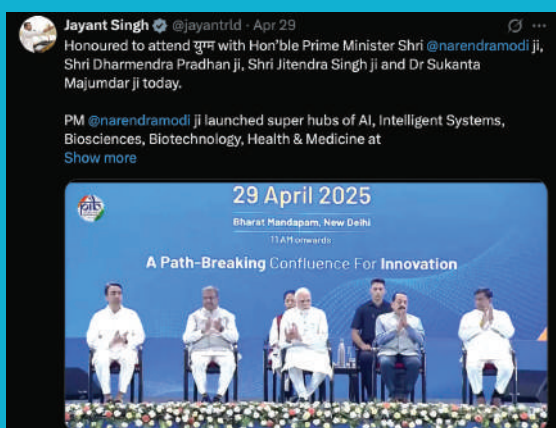 Jayant Singh @jayantrld · Apr 29
Honoured to attend युग्म with Hon'ble Prime Minister Shri @narendramodi ji,
Shri Dharmendra Pradhan ji, Shri Jitendra Singh ji and Dr Sukanta
Majumdar ji today.
PM @narendramodi ji launched super hubs of AI, Intelligent Systems,
Biosciences, Biotechnology, Health & Medicine at
Show more
29 April 2025
Bharat Mandapam, New Delhi
11 AM onwards
A Path-Breaking Confluence For Innovation